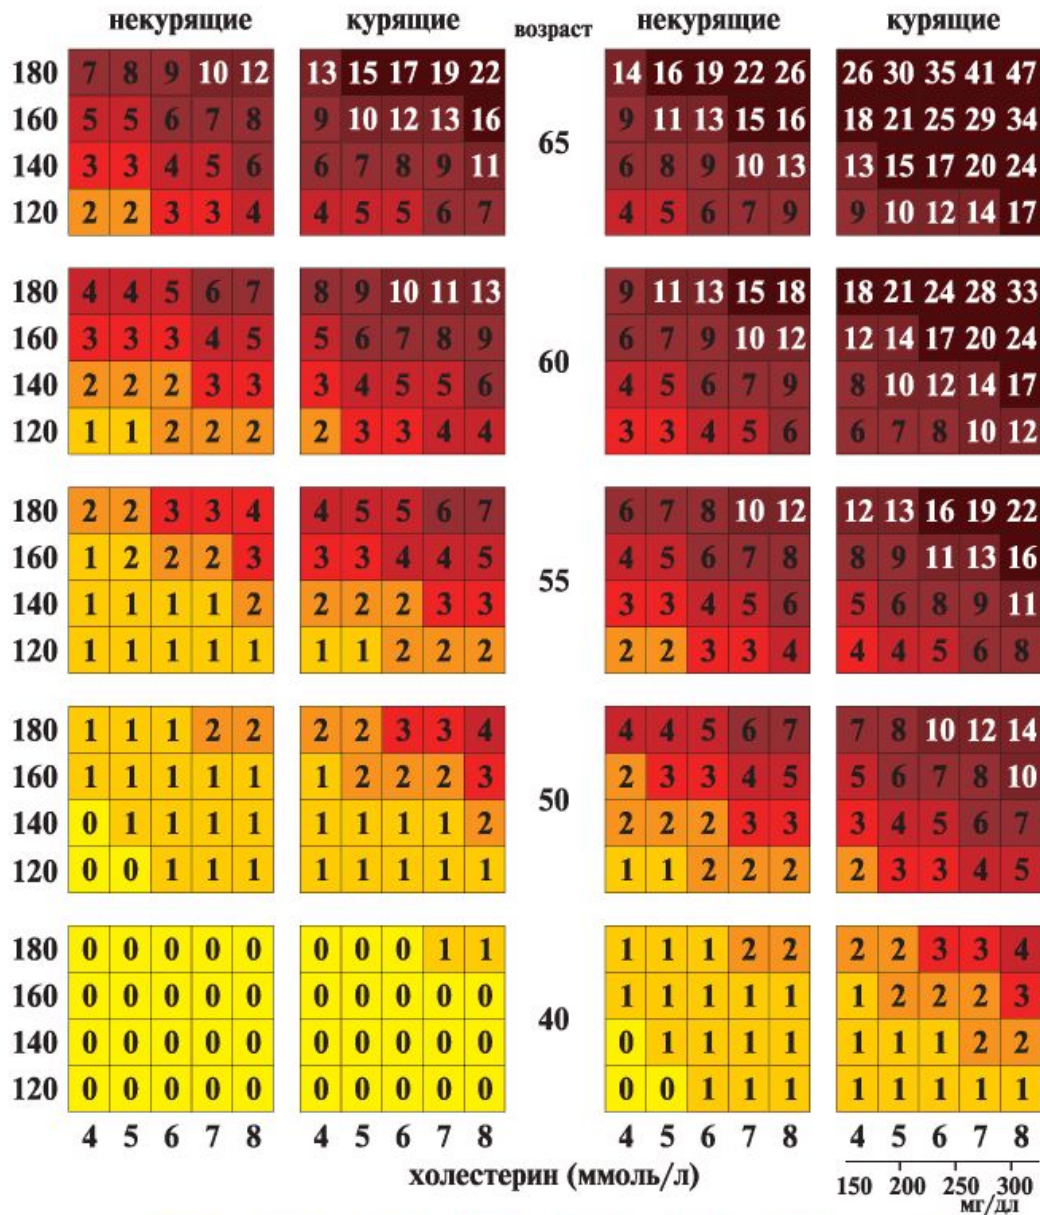 некурящие курящие возраст некурящие курящие
180 7 8 9 10 12 13 15 17 19 22 14 16 19 22 26 26 30 35 41 47
160 5 5 6 7 8 9 10 12 13 16 9 11 13 15 16 18 21 25 29 34
65
140 3 3 4 5 6 6 7 8 9 11 6 8 9 10 13 13 15 17 20 24
120 2 2 3 3 4 4 5 5 6 7 4 5 6 7 9 9 10 12 14 17
180 4 4 5 6 7 8 9 10 11 13 9 11 13 15 18 18 21 24 28 33
160 3 3 3 4 5 5 6 7 8 9 6 7 9 10 12 12 14 17 20 24
60
140 2 2 2 3 3 3 4 5 5 6 4 5 6 7 9 8 10 12 14 17
120 1 1 2 2 2 2 3 3 4 4 3 3 4 5 6 6 7 8 10 12
180 2 2 3 3 4 4 5 5 6 7 6 7 8 10 12 12 13 16 19 22
160 1 2 2 2 3 3 3 4 4 5 4 5 6 7 8 8 9 11 13 16
55
140 1 1 1 1 2 2 2 2 3 3 3 3 4 5 6 5 6 8 9 11
120 1 1 1 1 1 1 1 2 2 2 2 2 3 3 4 4 4 5 6 8
180 1 1 1 2 2 2 2 3 3 4 4 4 5 6 7 7 8 10 12 14
160 1 1 1 1 1 1 2 2 2 3 2 3 3 4 5 5 6 7 8 10
50
140 0 1 1 1 1 1 1 1 1 2 2 2 2 3 3 3 4 5 6 7
120 0 0 1 1 1 1 1 1 1 1 1 1 2 2 2 2 3 3 4 5
180 0 0 0 0 0 0 0 0 1 1 1 1 1 2 2 2 2 3 3 4
160 0 0 0 0 0 0 0 0 0 0 1 1 1 1 1 1 2 2 2 3
40
140 0 0 0 0 0 0 0 0 0 0 0 1 1 1 1 1 1 1 2 2
120 0 0 0 0 0 0 0 0 0 0 0 0 1 1 1 1 1 1 1 1
4 5 6 7 8 4 5 6 7 8 4 5 6 7 8 4 5 6 7 8
холестерин (ммоль/л)
150 200 250 300
мг/дл